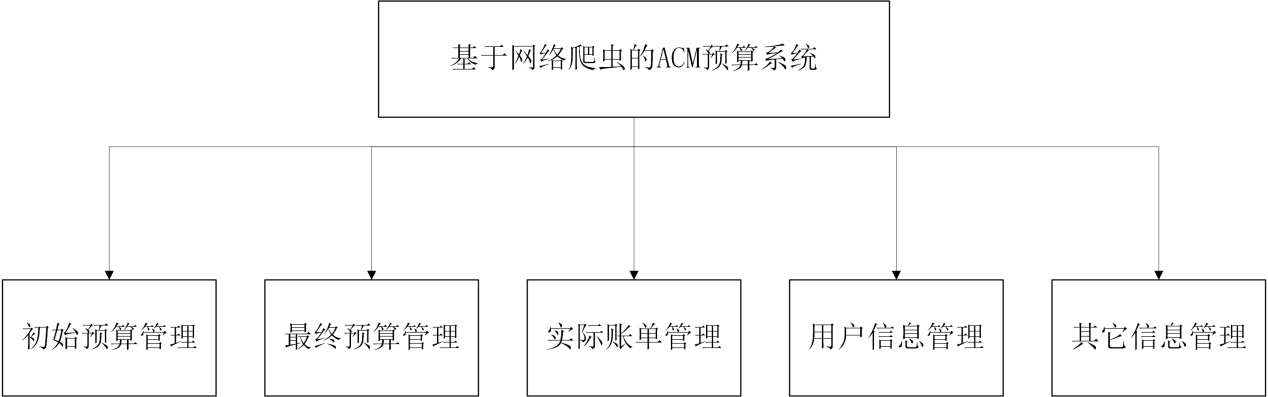 基于网络爬虫的ACM预算系统
初始预算管理
最终预算管理
实际账单管理
用户信息管理
其它信息管理